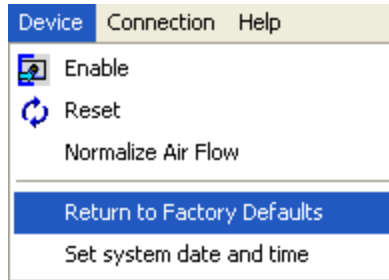 Device Connection Help
Enable
Reset
Normalize Air Flow
Return to Factory Defaults
Set system date and time